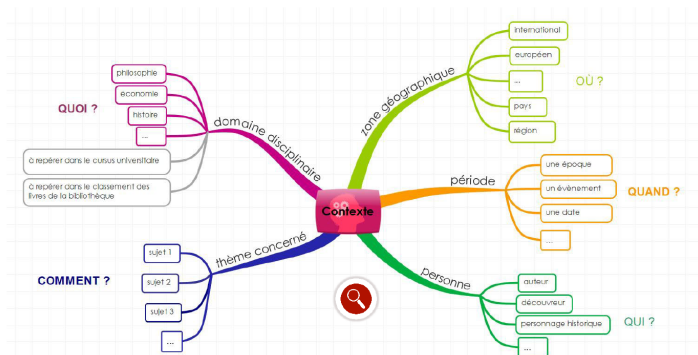 Contexte
domaine disciplinaire
QUOI ?
philosophie
économie
histoire
...
à repérer dans le cursus universitaire
à repérer dans le classement des
livres de la bibliothèque
zone géographique
OÙ ?
international
européen
...
pays
région
période
QUAND ?
une époque
un évènement
une date
...
personne
QUI ?
auteur
découvreur
personnage historique
...
thème concerné
COMMENT ?
sujet 1
sujet 2
sujet 3
...